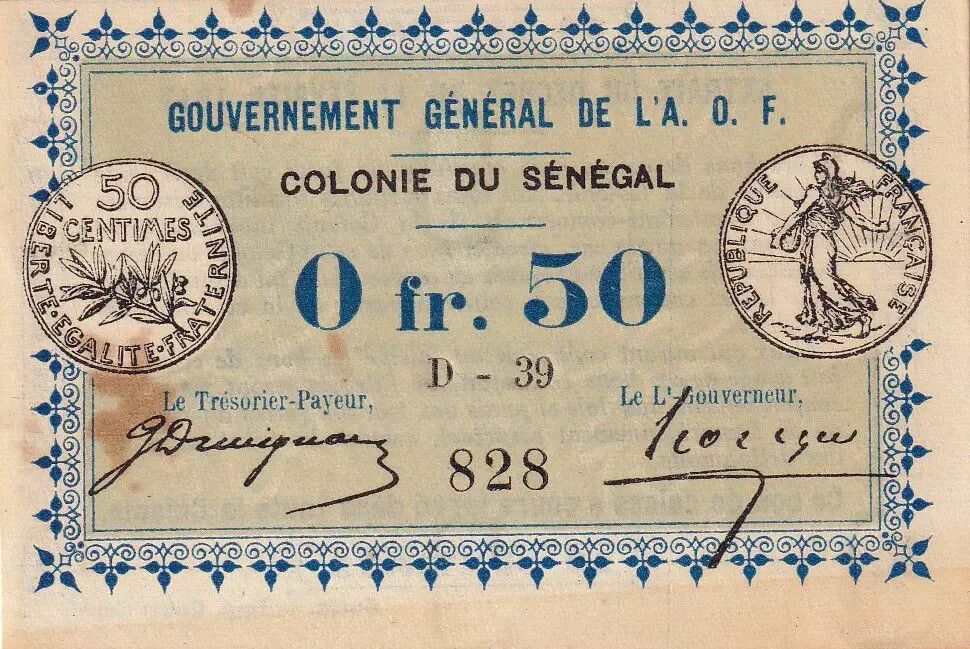 GOUVERNEMENT GÉNÉRAL DE L'A. O. F.
COLONIE DU SÉNÉGAL
50
CENTIMES
LIBERTE·EGALITE·FRATERNITE
REPUBLIQUE FRANÇAISE
0 fr. 50
D - 39
Le Trésorier-Payeur,
Le Lt-Gouverneur,
828